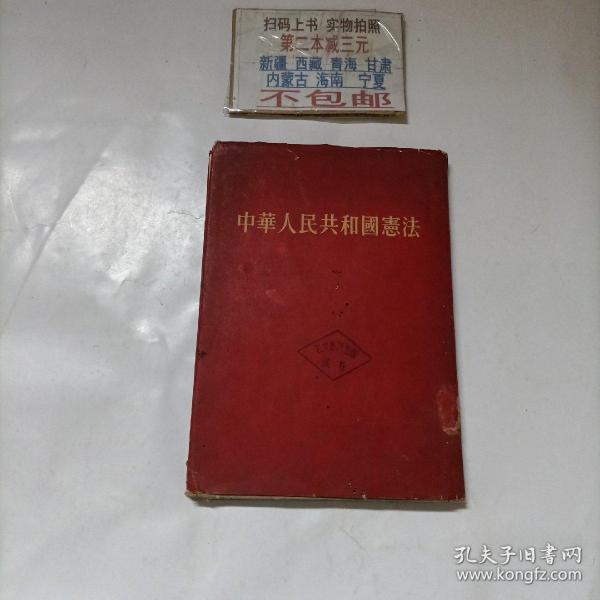 扫码上书 实物拍照
第二本减三元
新疆 西藏 青海 甘肃
内蒙古 海南 宁夏
不包邮
中華人民共和國憲法
孔夫子旧书网
www.kongfz.com